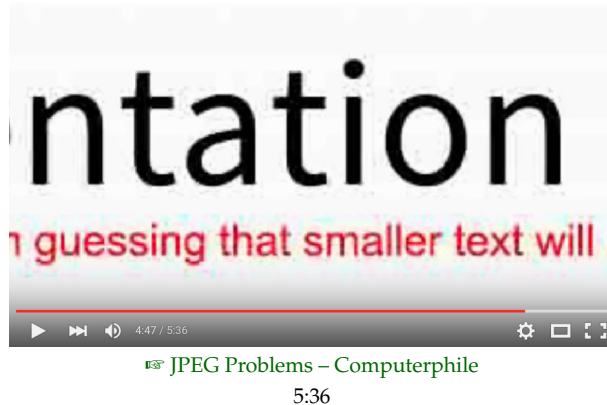 ntation
guessing that smaller text will
4:47 / 5:36
☞ JPEG Problems – Computerphile
5:36